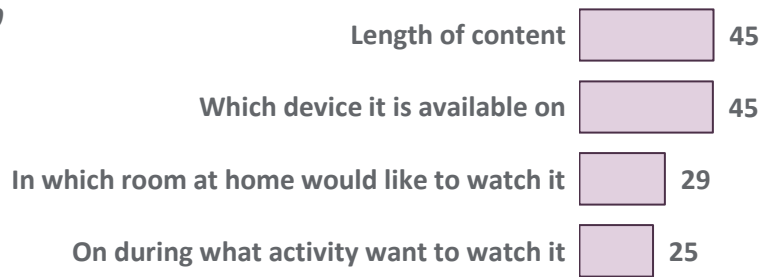 Length of content 45
Which device it is available on 45
In which room at home would like to watch it 29
On during what activity want to watch it 25